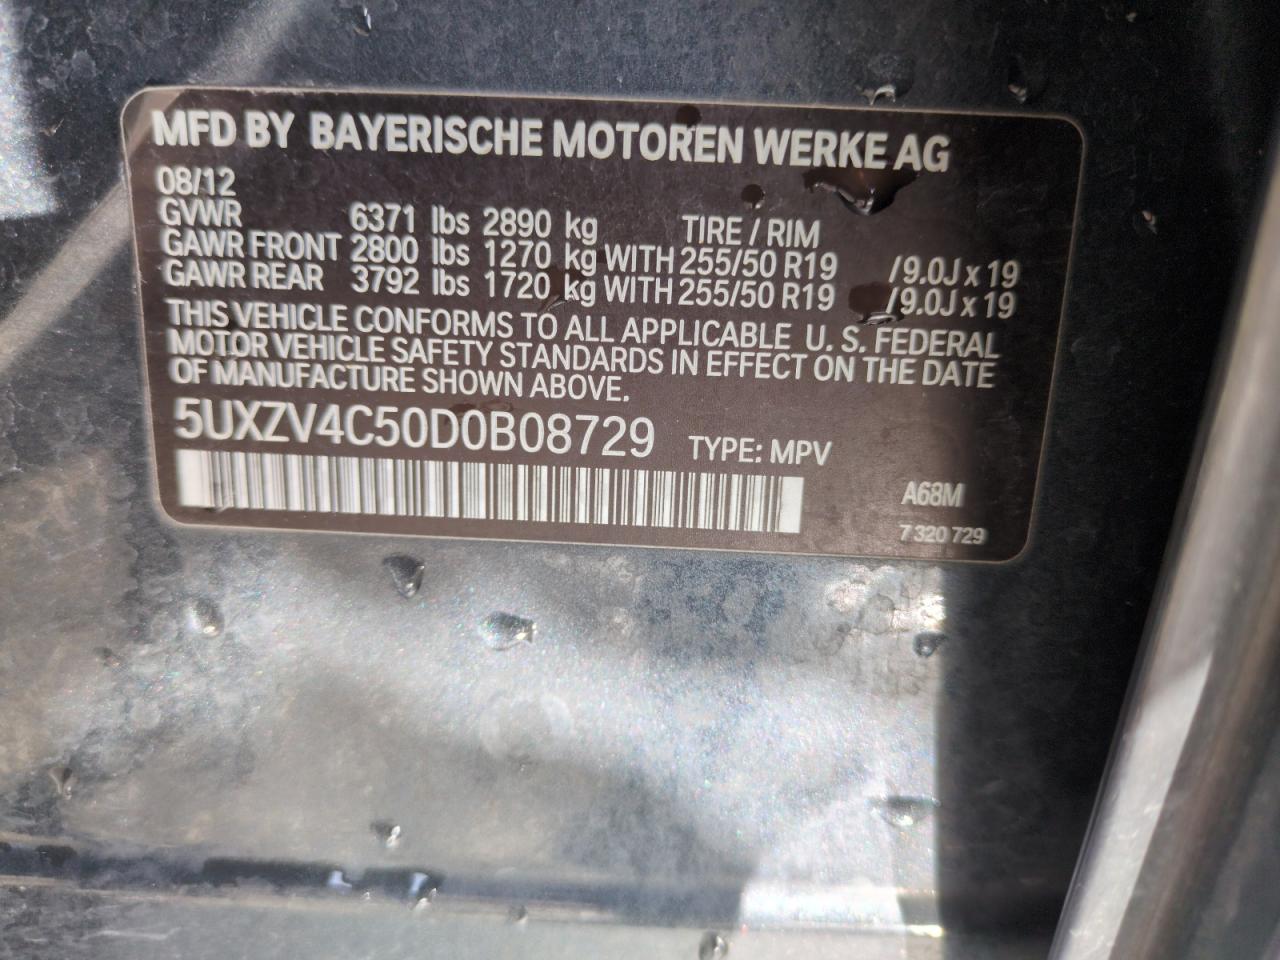 MFD BY BAYERISCHE MOTOREN WERKE AG
08/12
GVWR 6371 lbs 2890 kg TIRE / RIM
GAWR FRONT 2800 lbs 1270 kg WITH 255/50 R19 /9.0J x 19
GAWR REAR 3792 lbs 1720 kg WITH 255/50 R19 /9.0J x 19
THIS VEHICLE CONFORMS TO ALL APPLICABLE U. S. FEDERAL
MOTOR VEHICLE SAFETY STANDARDS IN EFFECT ON THE DATE
OF MANUFACTURE SHOWN ABOVE.
5UXZV4C50D0B08729 TYPE: MPV
A68M
7 320 729